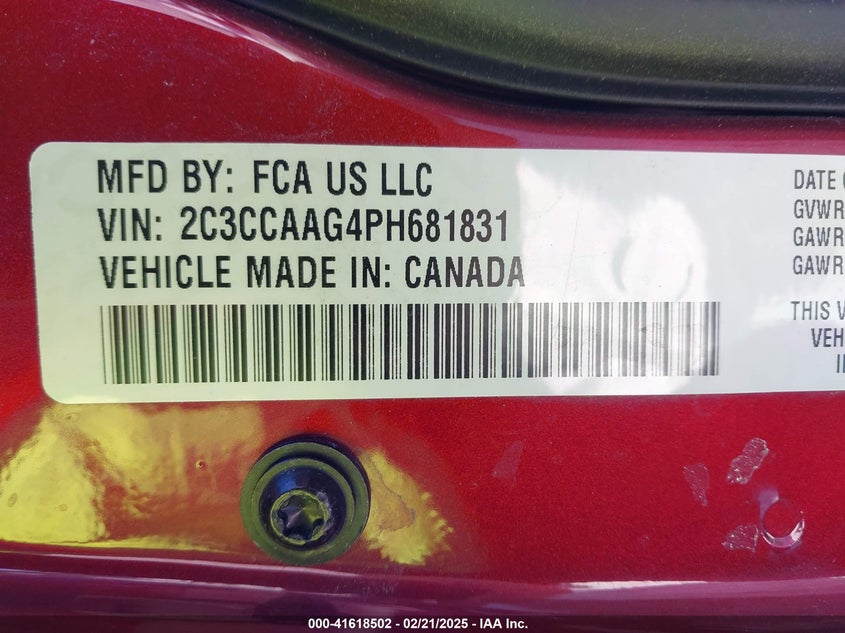 MFD BY: FCA US LLC
VIN: 2C3CCAAG4PH681831
VEHICLE MADE IN: CANADA
DATE O
GVWR
GAWR
GAWR
THIS V
VEH
000-41618502 - 02/21/2025 - IAA Inc.